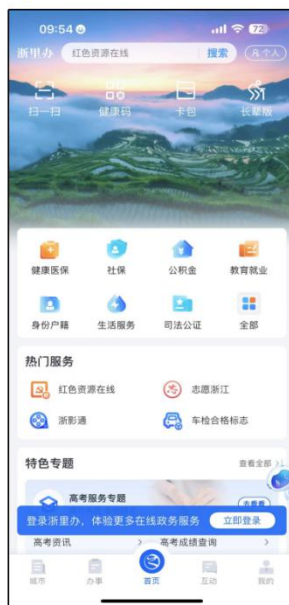 09:54 72
浙里办 红色资源在线 搜索 个人
扫一扫 健康码 卡包 长辈版
健康医保 社保 公积金 教育就业
身份户籍 生活服务 司法公证 全部
热门服务
红色资源在线 志愿浙江
浙影通 车检合格标志
特色专题 查看全部
高考服务专题
去看看
登录浙里办，体验更多在线政务服务 立即登录
高考资讯 高考成绩查询
城市 办事 首页 互动 我的